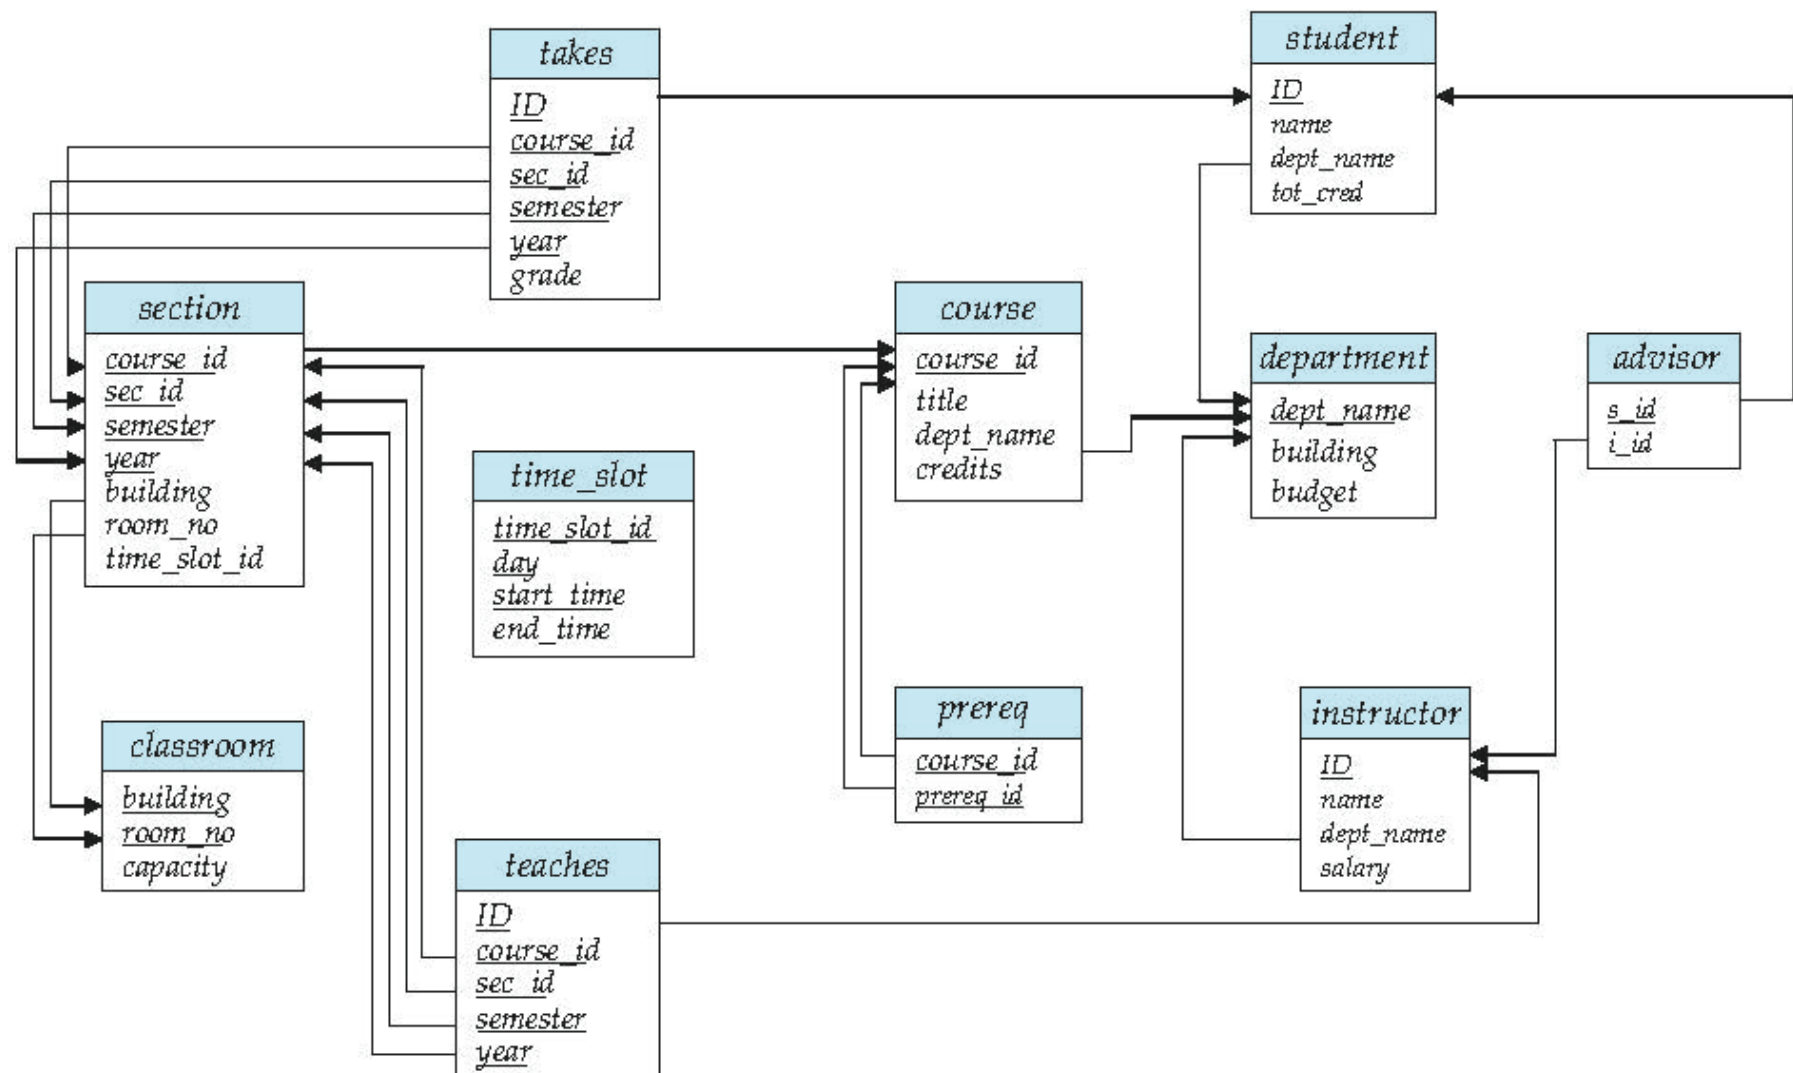 takes
ID
course_id
sec_id
semester
year
grade
student
ID
name
dept_name
tot_cred
section
course_id
sec_id
semester
year
building
room_no
time_slot_id
course
course_id
title
dept_name
credits
department
dept_name
building
budget
advisor
s_id
i_id
time_slot
time_slot_id
day
start_time
end_time
prereq
course_id
prereq_id
instructor
ID
name
dept_name
salary
classroom
building
room_no
capacity
teaches
ID
course_id
sec_id
semester
year